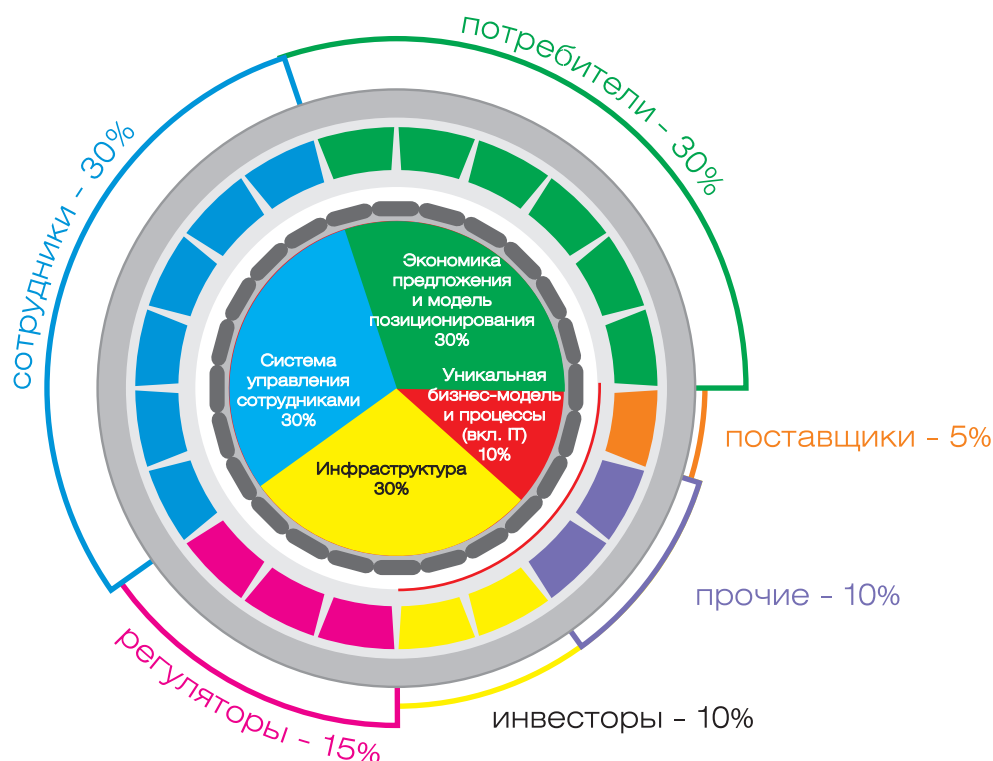 потребители - 30%
сотрудники - 30%
Экономика
предложения
и модель
позиционирования
30%
Система
управления
сотрудниками
30%
Уникальная
бизнес-модель
и процессы
(вкл. IT)
10%
Инфраструктура
30%
поставщики - 5%
прочие - 10%
инвесторы - 10%
регуляторы - 15%